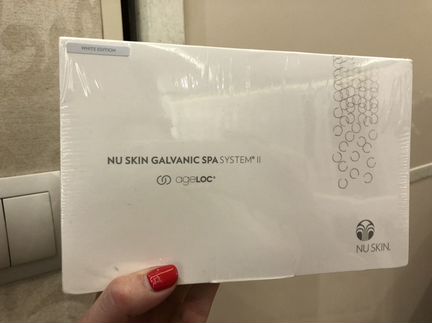 WHITE EDITION
NU SKIN GALVANIC SPA SYSTEM® II
ageLOC®
NU SKIN.